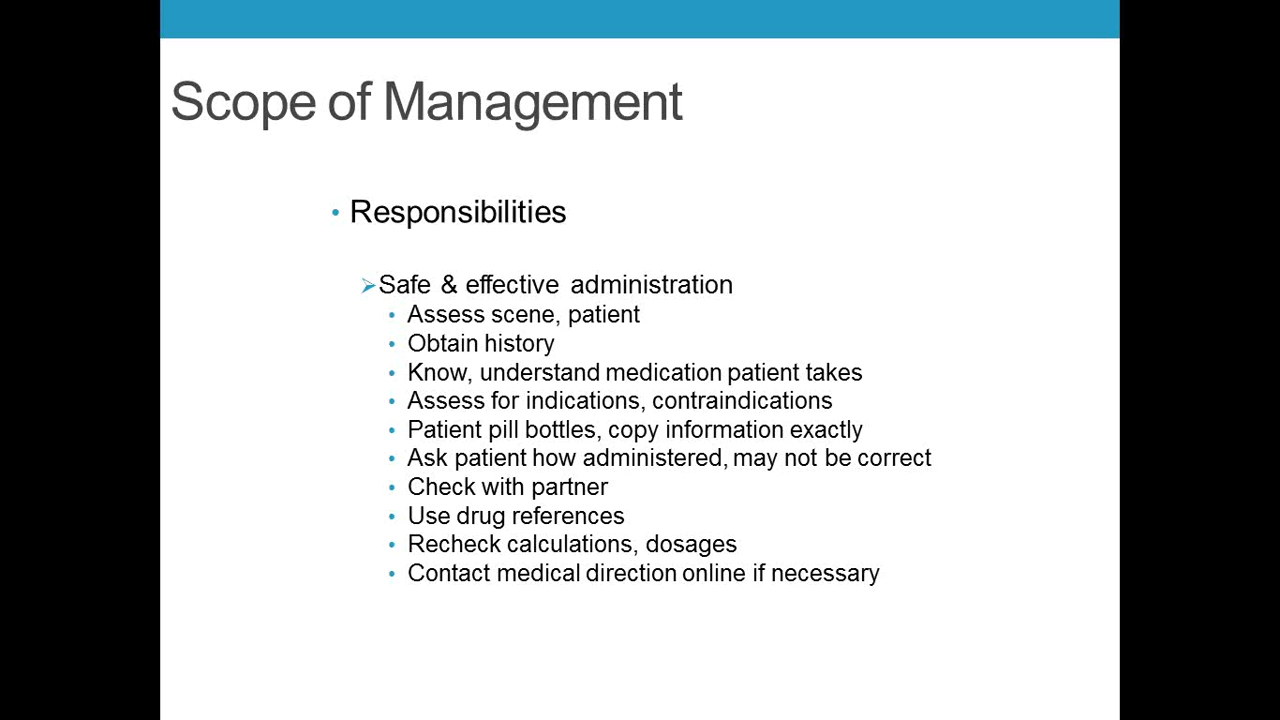 Scope of Management
• Responsibilities
➢Safe & effective administration
• Assess scene, patient
• Obtain history
• Know, understand medication patient takes
• Assess for indications, contraindications
• Patient pill bottles, copy information exactly
• Ask patient how administered, may not be correct
• Check with partner
• Use drug references
• Recheck calculations, dosages
• Contact medical direction online if necessary